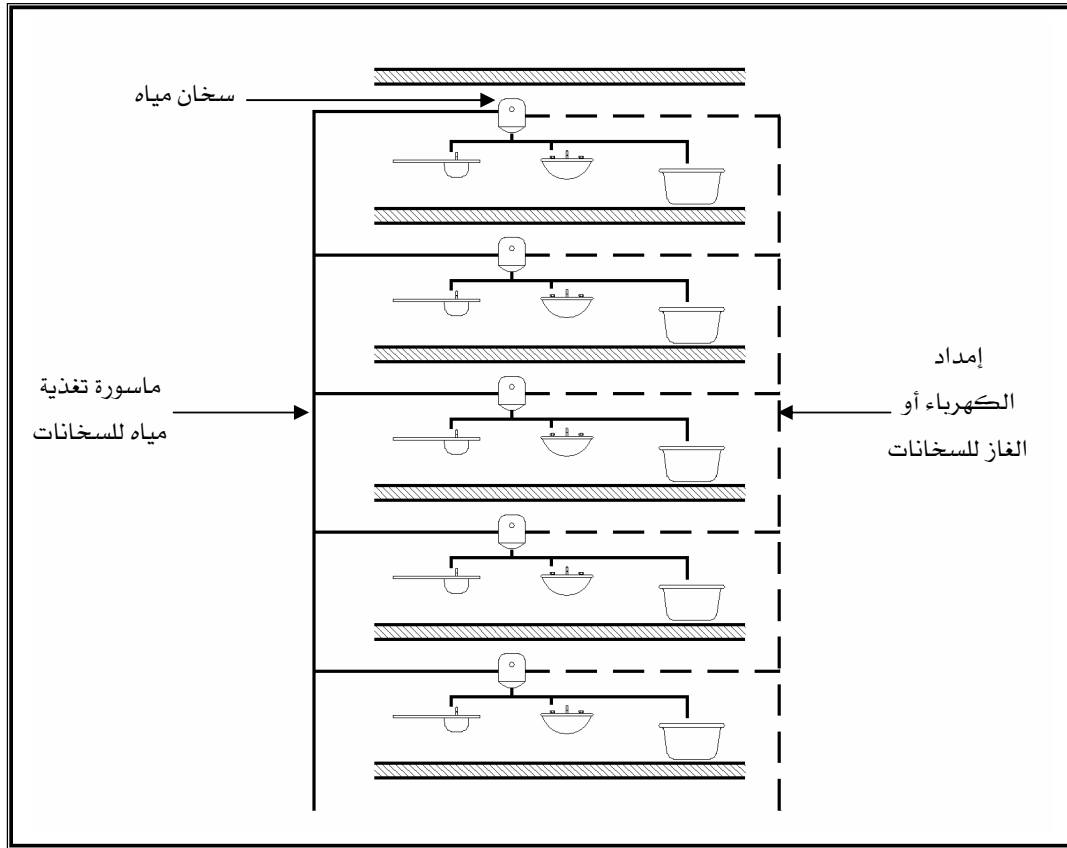 سخان مياه
إمداد
الكهرباء أو
الغاز للسخانات
ماسورة تغذية
مياه للسخانات